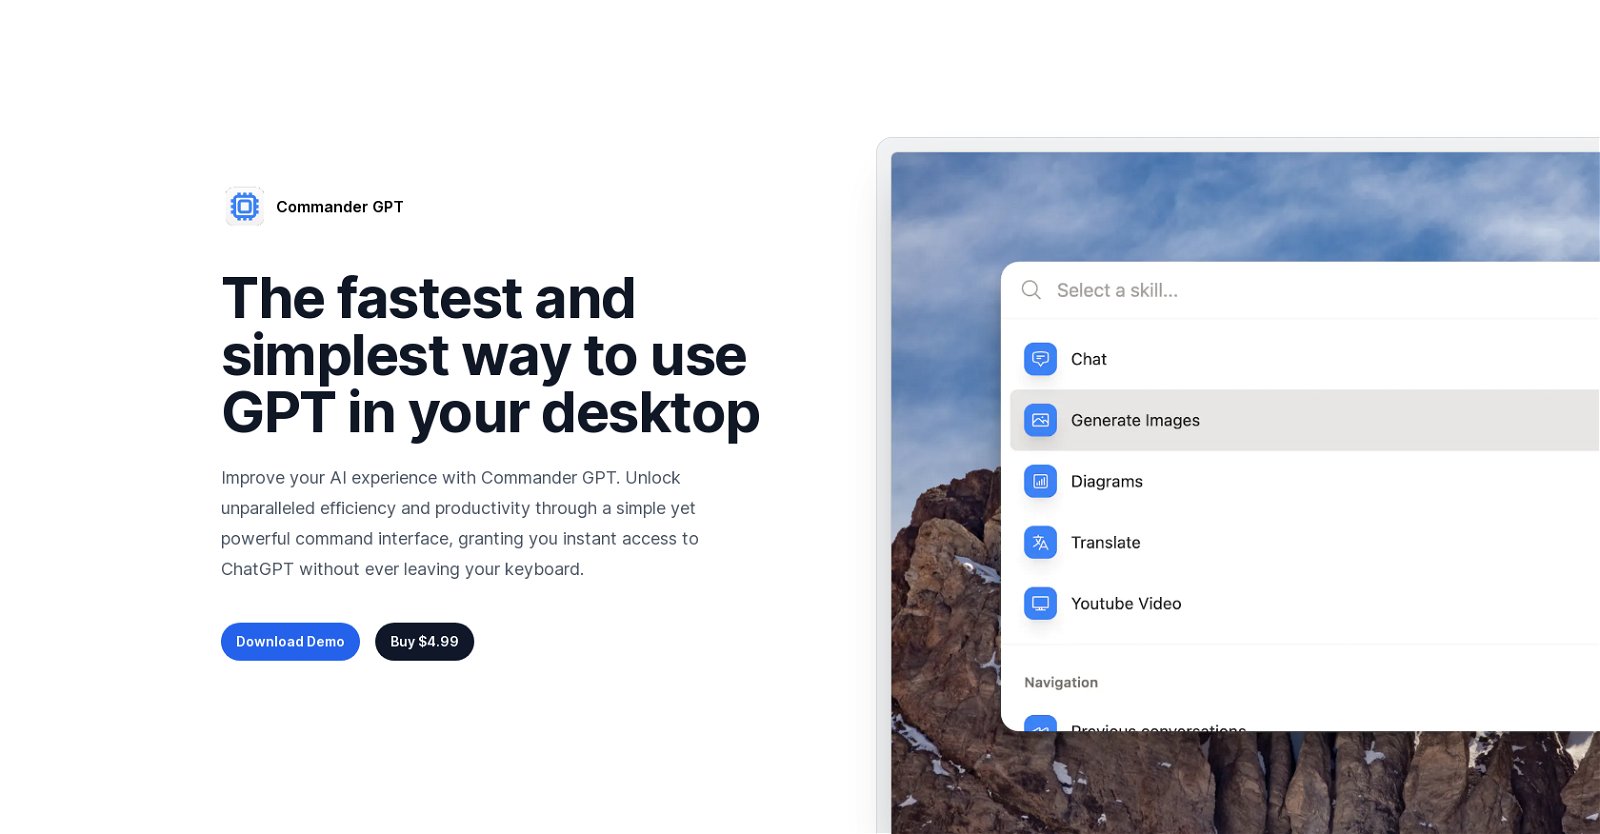 Commander GPT
The fastest and
simplest way to use
GPT in your desktop
Improve your AI experience with Commander GPT. Unlock
unparalleled efficiency and productivity through a simple yet
powerful command interface, granting you instant access to
ChatGPT without ever leaving your keyboard.
Download Demo
Buy $4.99
Select a skill...
Chat
Generate Images
Diagrams
Translate
Youtube Video
Navigation
Previous conversations